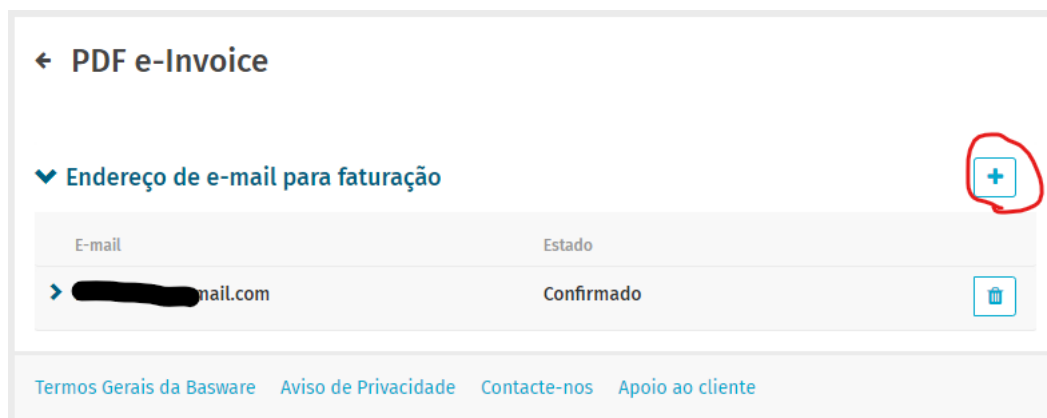 PDF e-Invoice
Endereço de e-mail para faturação
E-mail Estado
mail.com Confirmado
Termos Gerais da Basware Aviso de Privacidade Contacte-nos Apoio ao cliente